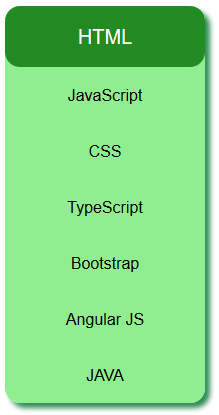 HTML
JavaScript
CSS
TypeScript
Bootstrap
Angular JS
JAVA